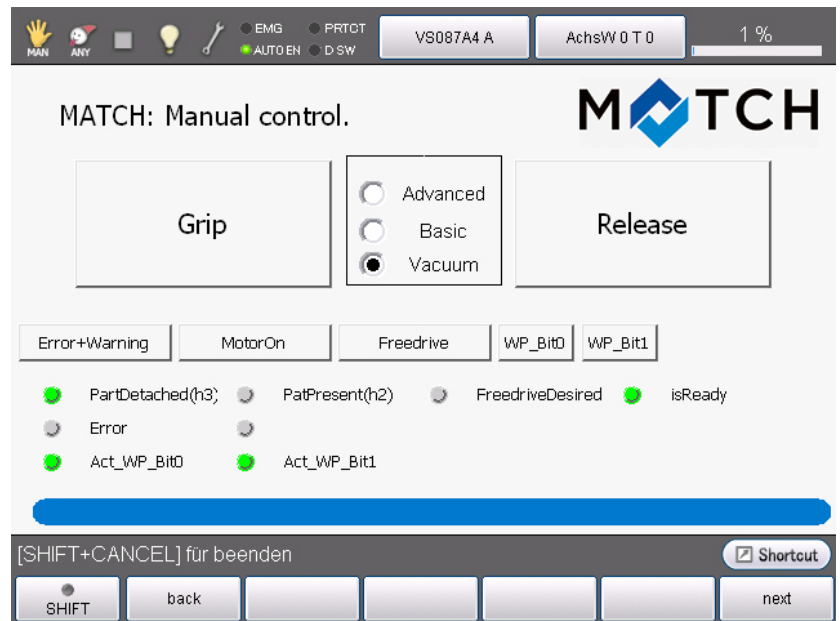 MAN ANY EMG PRTCT AUTO EN D SW VS087A4 A AchsW 0 T 0 1 %
MATCH: Manual control. MATCH
Grip
Advanced
Basic
Vacuum
Release
Error+Warning MotorOn Freedrive WP_Bit0 WP_Bit1
PartDetached(h3) PatPresent(h2) FreedriveDesired isReady
Error
Act_WP_Bit0 Act_WP_Bit1
[SHIFT+CANCEL] für beenden Shortcut
SHIFT back next